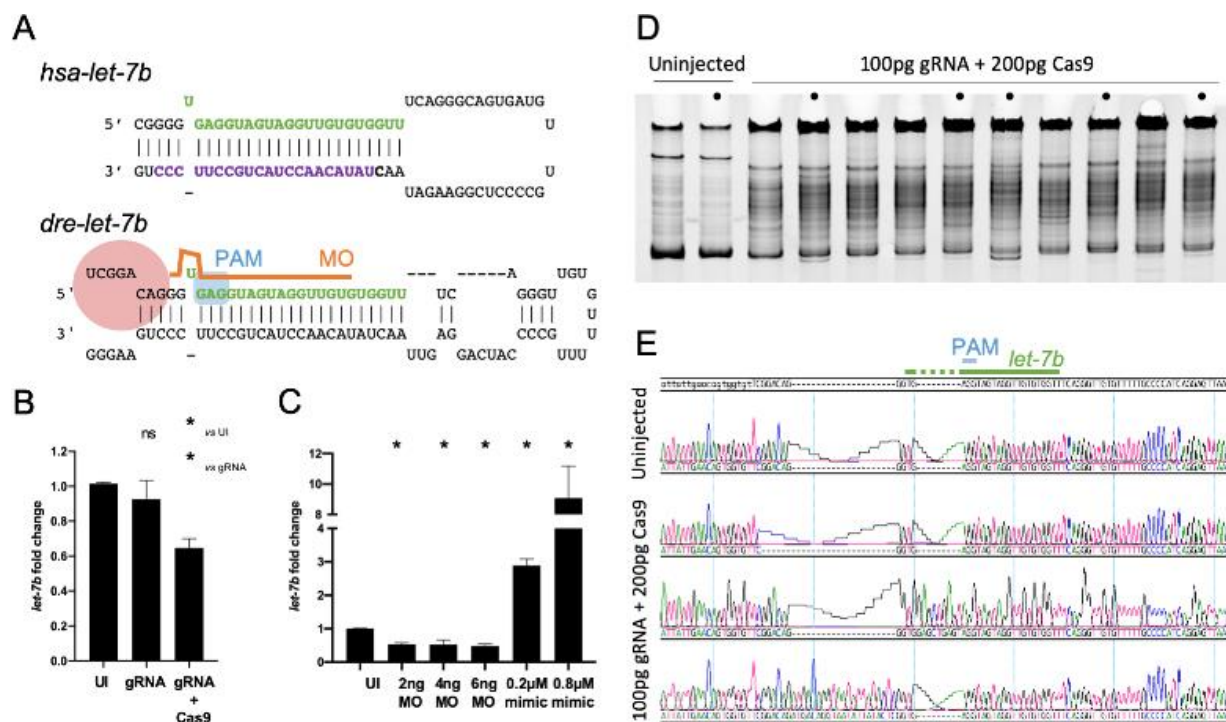 A
hsa-let-7b
U UCAGGGCAGUGAUG
5' CGGGG GAGGUAGUAGGUUGUGUGGUU U
3' GUCCC UUCCGUCAUCCAACAUAUCAA U
- UAGAAGGCUCCCCG
dre-let-7b
PAM MO
UCGGA U ---- -----A UGU
5' CAGGG GAGGUAGUAGGUUGUGUGGUU UC GGGU G
U
3' GUCCC UUCCGUCAUCCAACAUAUCAA AG CCCG U
GGGAA - UUG GACUAC UUU
B
ns
* vs UI
* vs gRNA
let-7b fold change
1.2
1.0
0.8
0.6
0.4
0.2
0.0
UI gRNA gRNA + Cas9
C
* * * * *
let-7b fold change
12
10
8
4
3
2
1
0
UI 2ng MO 4ng MO 6ng MO 0.2µM mimic 0.8µM mimic
D
Uninjected 100pg gRNA + 200pg Cas9
E
PAM let-7b
Uninjected
100pg gRNA + 200pg Cas9